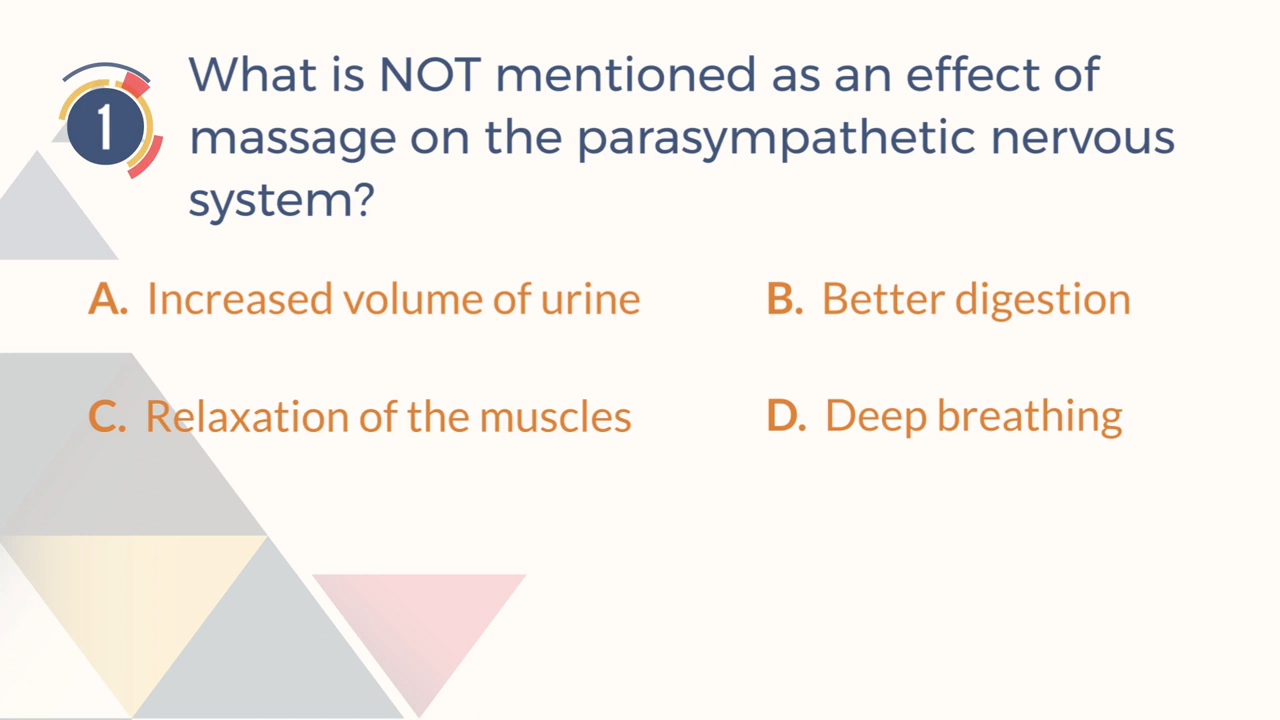 1
What is NOT mentioned as an effect of
massage on the parasympathetic nervous
system?
A. Increased volume of urine
B. Better digestion
C. Relaxation of the muscles
D. Deep breathing